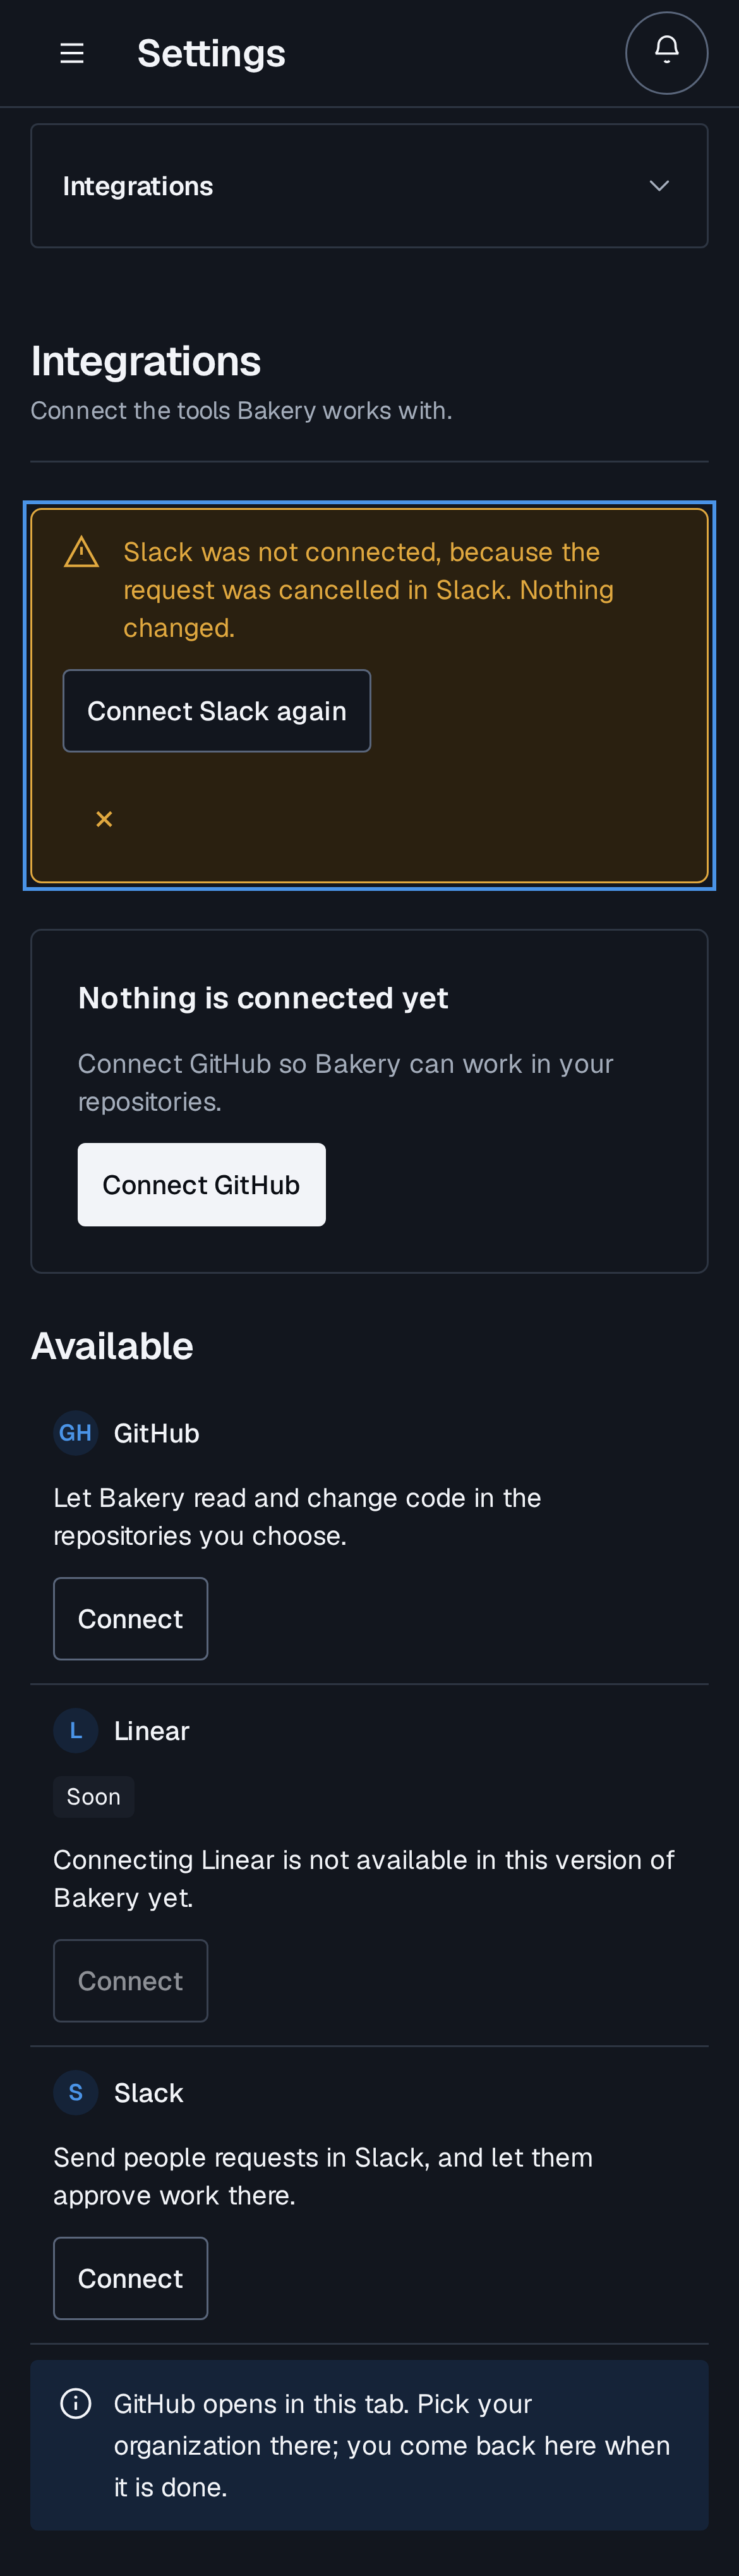 Settings
Integrations
Integrations
Connect the tools Bakery works with.
Slack was not connected, because the
request was cancelled in Slack. Nothing
changed.
Connect Slack again
Nothing is connected yet
Connect GitHub so Bakery can work in your
repositories.
Connect GitHub
Available
GH GitHub
Let Bakery read and change code in the
repositories you choose.
Connect
L Linear
Soon
Connecting Linear is not available in this version of
Bakery yet.
Connect
S Slack
Send people requests in Slack, and let them
approve work there.
Connect
GitHub opens in this tab. Pick your
organization there; you come back here when
it is done.